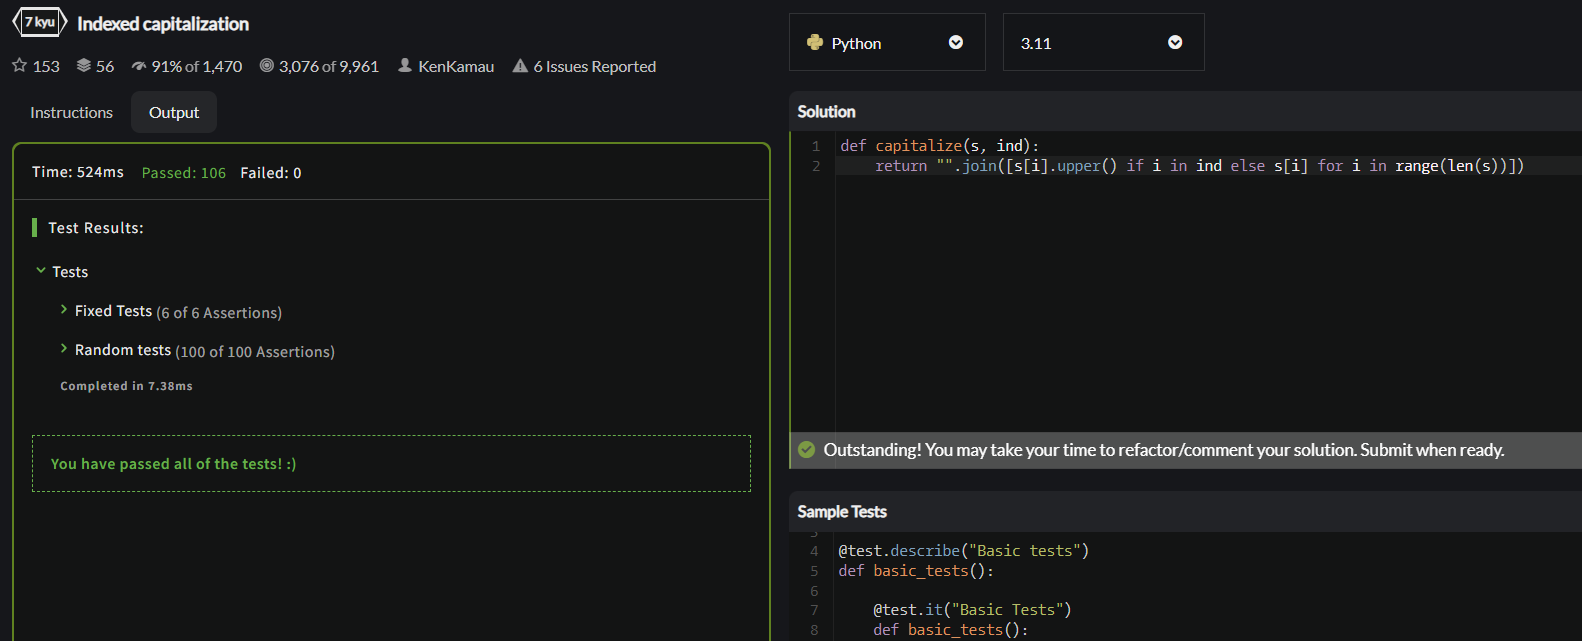 7 kyu Indexed capitalization
153 56 91% of 1,470 3,076 of 9,961 KenKamau 6 Issues Reported
Instructions Output
Time: 524ms Passed: 106 Failed: 0
Test Results:
Tests
Fixed Tests (6 of 6 Assertions)
Random tests (100 of 100 Assertions)
Completed in 7.38ms
You have passed all of the tests! :)
Python 3.11
Solution
1 def capitalize(s, ind):
2     return "".join([s[i].upper() if i in ind else s[i] for i in range(len(s))])
Outstanding! You may take your time to refactor/comment your solution. Submit when ready.
Sample Tests
3
4 @test.describe("Basic tests")
5 def basic_tests():
6
7     @test.it("Basic Tests")
8     def basic_tests():